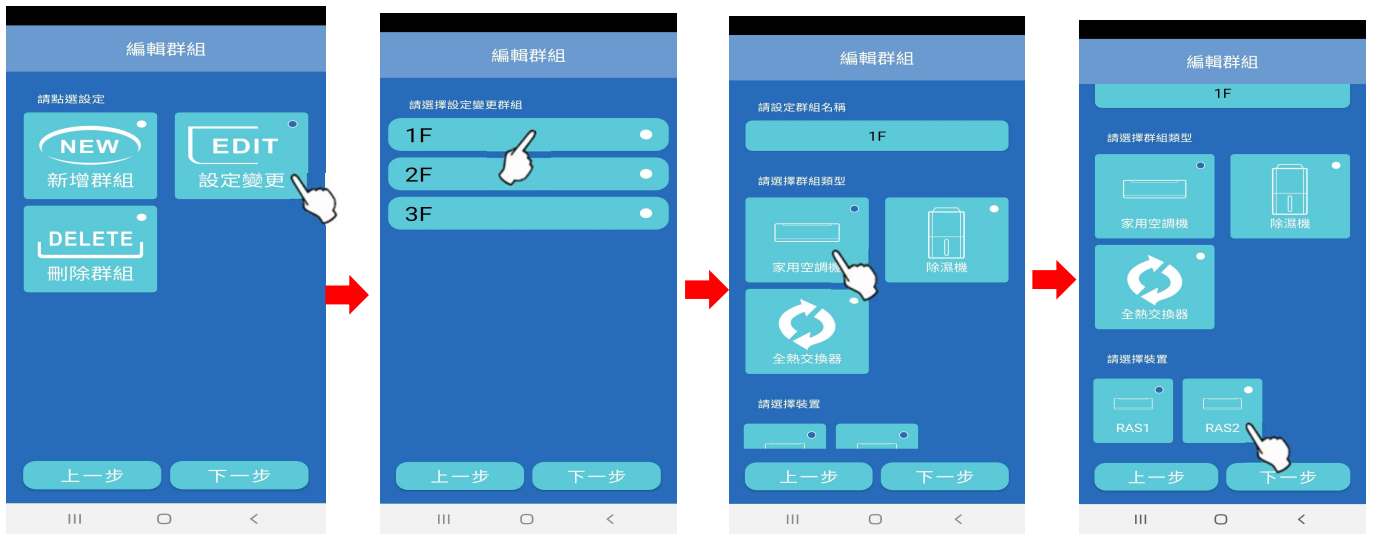 編輯群組
請點選設定
NEW
新增群組
EDIT
設定變更
DELETE
刪除群組
上一步
下一步
編輯群組
請選擇設定變更群組
1F
2F
3F
上一步
下一步
編輯群組
請設定群組名稱
1F
請選擇群組類型
家用空調機
除濕機
全熱交換器
請選擇裝置
上一步
下一步
編輯群組
1F
請選擇群組類型
家用空調機
除濕機
全熱交換器
請選擇裝置
RAS1
RAS2
上一步
下一步